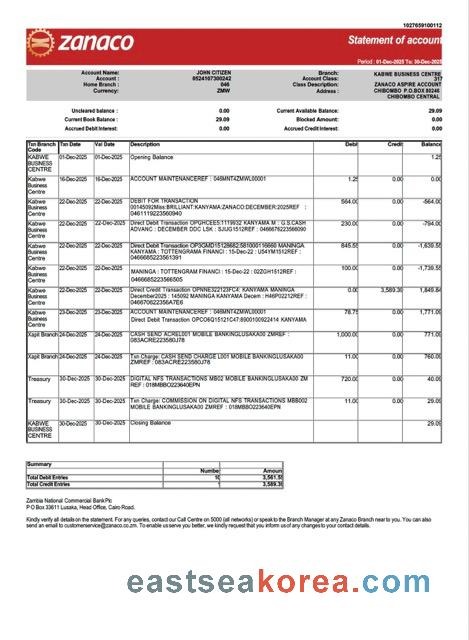 1027659100112
zanaco
Statement of account
Period : 01-Dec-2025 To: 30-Dec-2025
Account Name: JOHN CITIZEN Branch: KABWE BUSINESS CENTRE
Account : 0524107300242 Account Class: 317
Home Branch : 046 Class Description: ZANACO ASPIRE ACCOUNT
Currency: ZMW Address : CHIBOMBO P.O.BOX 80246
CHIBOMBO CENTRAL
Uncleared balance : 0.00 Current Available Balance: 29.09
Current Book Balance : 29.09 Blocked Amount: 0.00
Accrued Debit Interest: 0.00 Accrued Credit Interest: 0.00
Txn Branch Code Txn Date Val Date Description Debit Credit Balance
KABWE BUSINESS CENTRE 01-Dec-2025 01-Dec-2025 Opening Balance 1.25
Kabwe Business Centre 16-Dec-2025 16-Dec-2025 ACCOUNT MAINTENANCEREF : 046MNT4ZMWL00001 1.25 0.00 0.00
Kabwe Business Centre 22-Dec-2025 22-Dec-2025 DEBIT FOR TRANSACTION 564.00 0.00 -564.00
00145092Miss:BRILLIANT:KANYAMA:ZANACO:DECEMBER:2025REF :
0461119223560940
Kabwe Business Centre 22-Dec-2025 22-Dec-2025 Direct Debit Transaction OPGHCEE5:1119932 KANYAMA M : G.S.CASH 230.00 0.00 -794.00
ADVANC : DECEMBER DDC LSK : SJUG1512REF : 0466676223566090
Kabwe Business Centre 22-Dec-2025 22-Dec-2025 Direct Debit Transaction OP3GMD15128682:581000116660 MANINGA 845.55 0.00 -1,639.55
KANYAMA : TOTTENGRAMA FINANCI : 15-Dec-22 : U54YM1512REF :
0466685223561391
Kabwe Business Centre 22-Dec-2025 22-Dec-2025 MANINGA : TOTTENGRAM FINANCI : 15-Dec-22 : 02ZGH1512REF : 100.00 0.00 -1,739.55
0466685223566505
Kabwe Business Centre 22-Dec-2025 22-Dec-2025 Direct Credit Transaction OPNNE322123FC4: KANYAMA MANINGA 0.00 3,589.39 1,849.84
December2025 : 145092 MANINGA KANYAMA Decem : H46P02212REF :
046670622356A7E6
Kabwe Business Centre 23-Dec-2025 23-Dec-2025 ACCOUNT MAINTENANCEREF : 046MNT4ZMWL00001 78.75 0.00 1,771.09
Direct Debit Transaction OPCO6Q15121C47:8900100922414 KANYAMA
Xapit Branch 24-Dec-2025 24-Dec-2025 CASH SEND ACREL001 MOBILE BANKINGLUSAKA00 ZMREF : 1,000.00 0.00 771.09
083ACRE223580J78
Xapit Branch 24-Dec-2025 24-Dec-2025 Txn Charge: CASH SEND CHARGE L001 MOBILE BANKINGLUSAKA00 11.00 0.00 760.09
ZMREF : 083ACRE223580J78
Treasury 30-Dec-2025 30-Dec-2025 DIGITAL NFS TRANSACTIONS MB02 MOBILE BANKINGLUSAKA00 ZM 720.00 0.00 40.09
REF : 018MBBO223640EPN
Treasury 30-Dec-2025 30-Dec-2025 Txn Charge: COMMISSION ON DIGITAL NFS TRANSACTIONS MBB002 11.00 0.00 29.09
MOBILE BANKINGLUSAKA00 ZMREF : 018MBBO223640EPN
KABWE BUSINESS CENTRE 30-Dec-2025 30-Dec-2025 Closing Balance 29.09
Summary
Number Amount
Total Debit Entries 10 3,561.55
Total Credit Entries 1 3,589.39
Zambia National Commercial Bank Plc
P O Box 33611 Lusaka, Head Office, Cairo Road.
Kindly verify all details on the statement. For any queries, contact our Call Centre on 5000 (all networks) or speak to the Branch Manager at any Zanaco Branch near to you. You can also
send an email to customerservice@zanaco.co.zm. To enable us serve you better, we kindly request that you inform us of any changes to your contact details.
eastseakorea.com